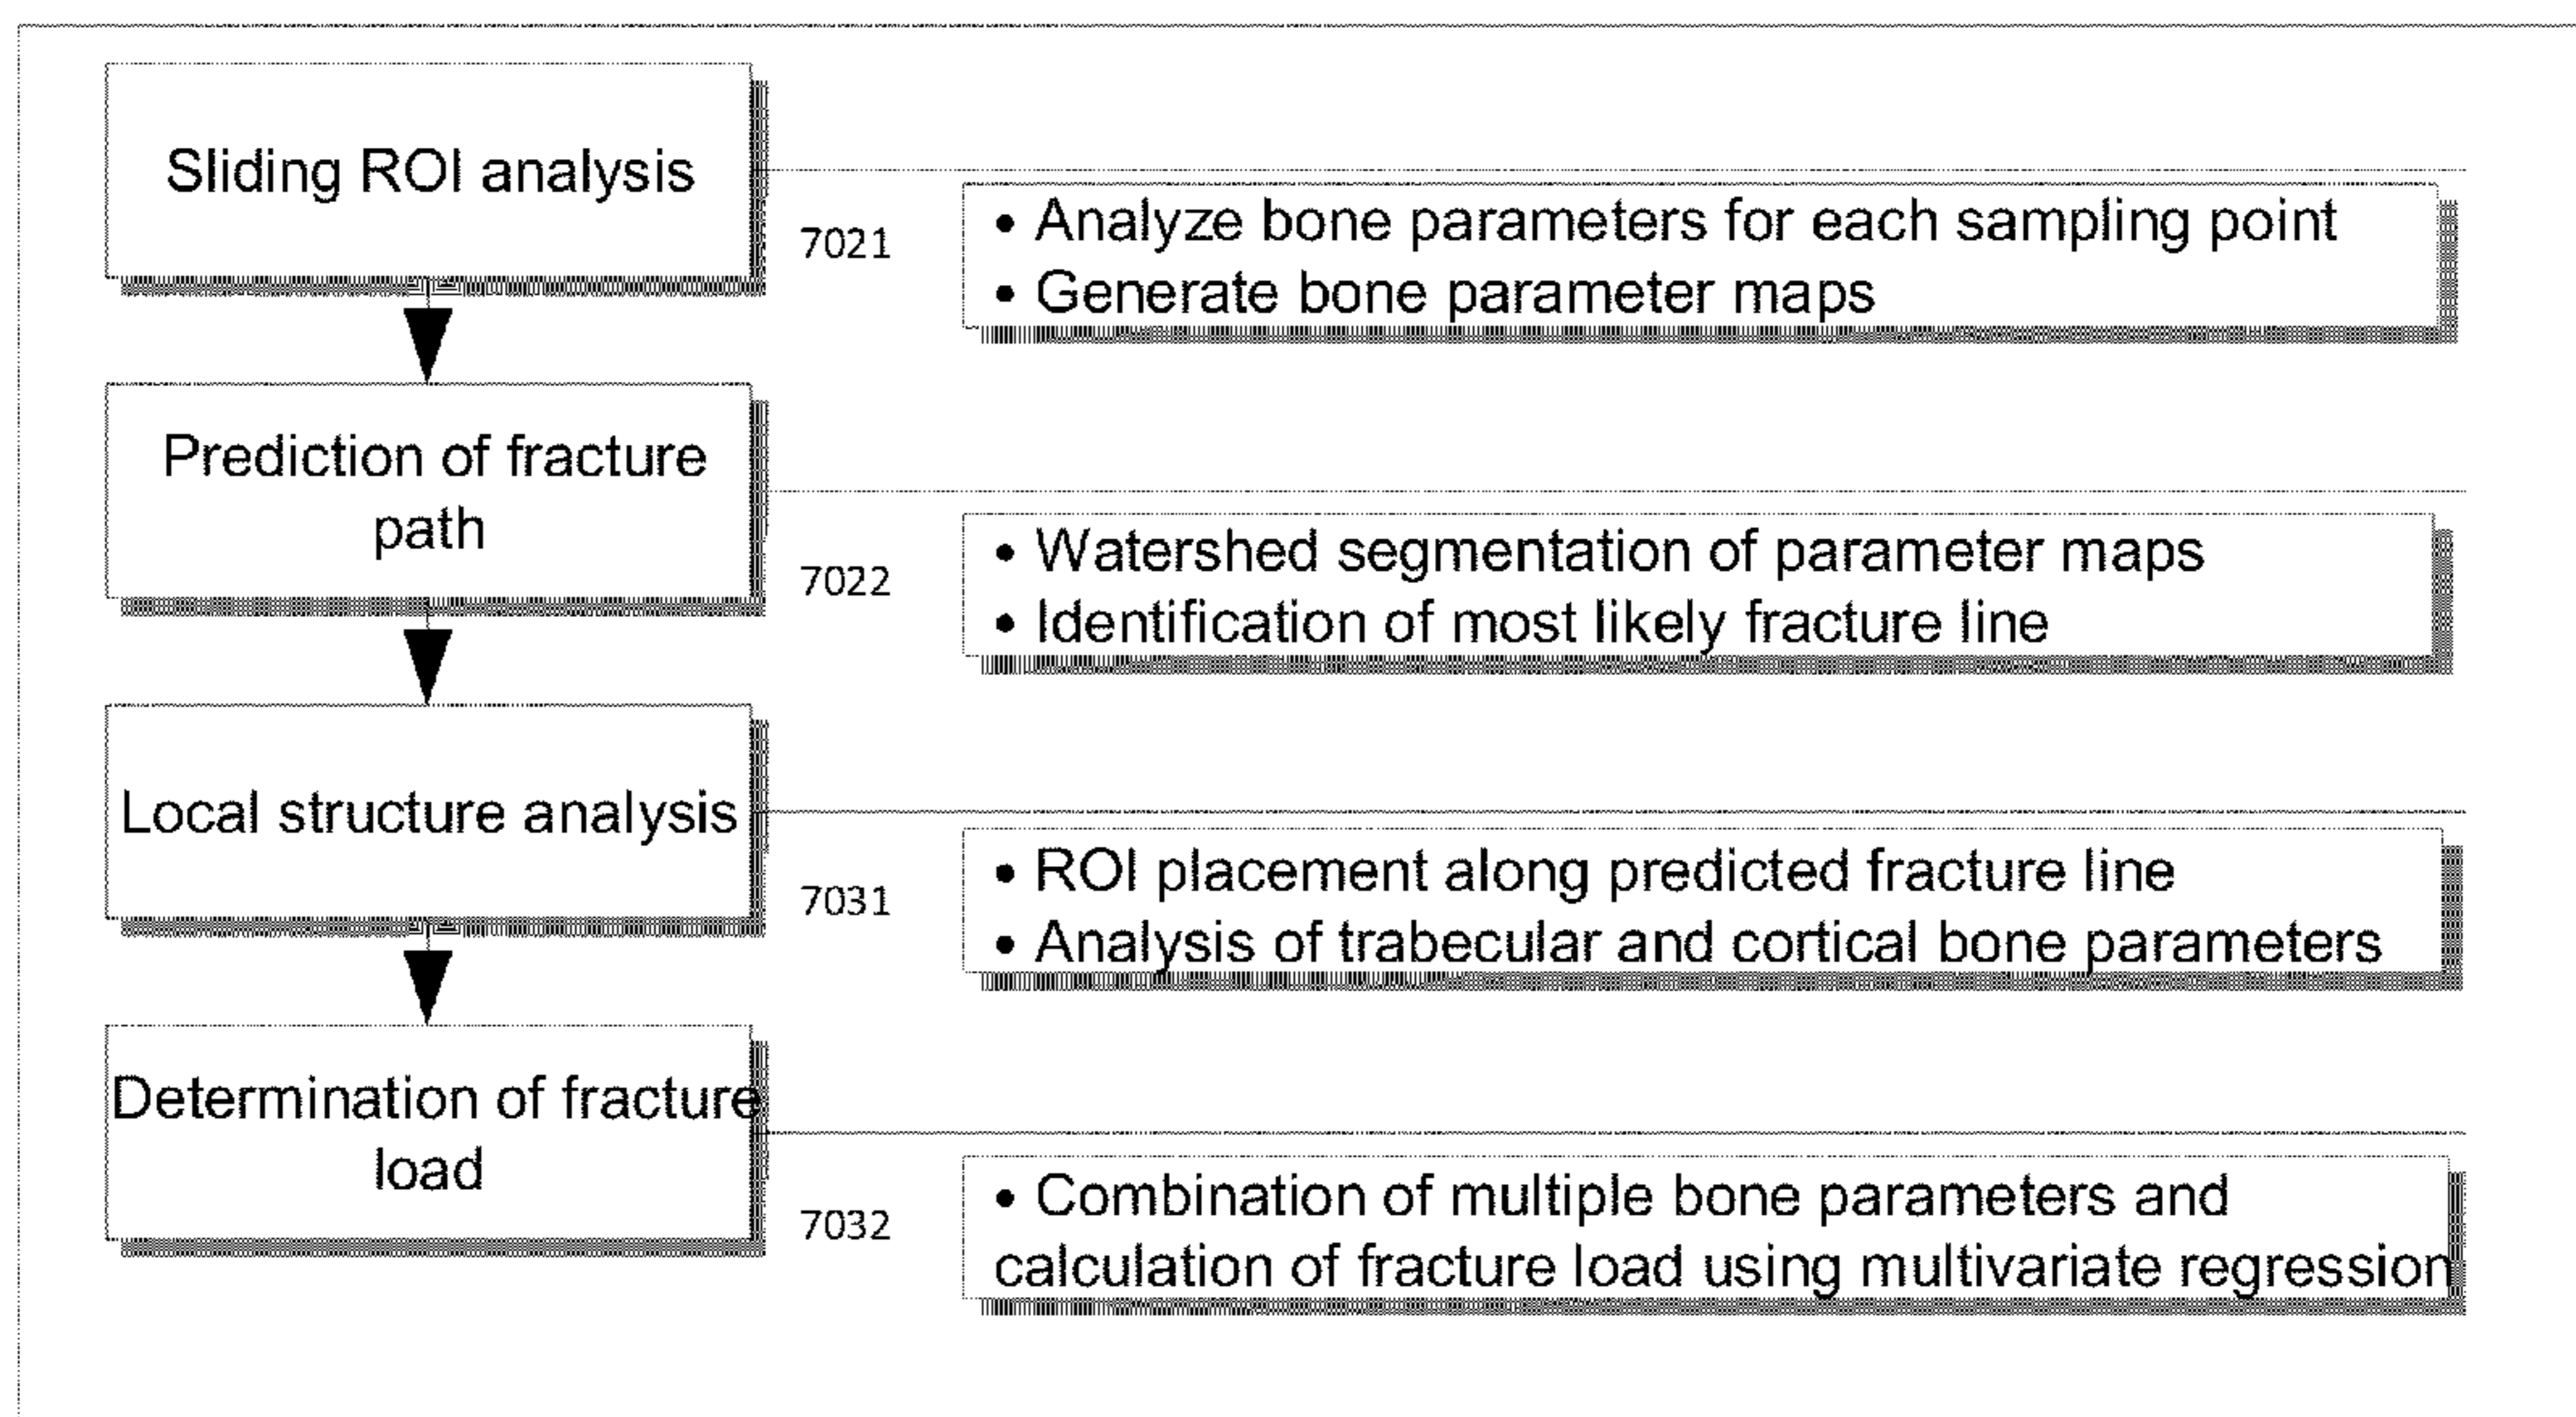 Sliding ROI analysis
7021
• Analyze bone parameters for each sampling point
• Generate bone parameter maps
Prediction of fracture
path
7022
• Watershed segmentation of parameter maps
• Identification of most likely fracture line
Local structure analysis
7031
• ROI placement along predicted fracture line
• Analysis of trabecular and cortical bone parameters
Determination of fracture
load
7032
• Combination of multiple bone parameters and
calculation of fracture load using multivariate regression